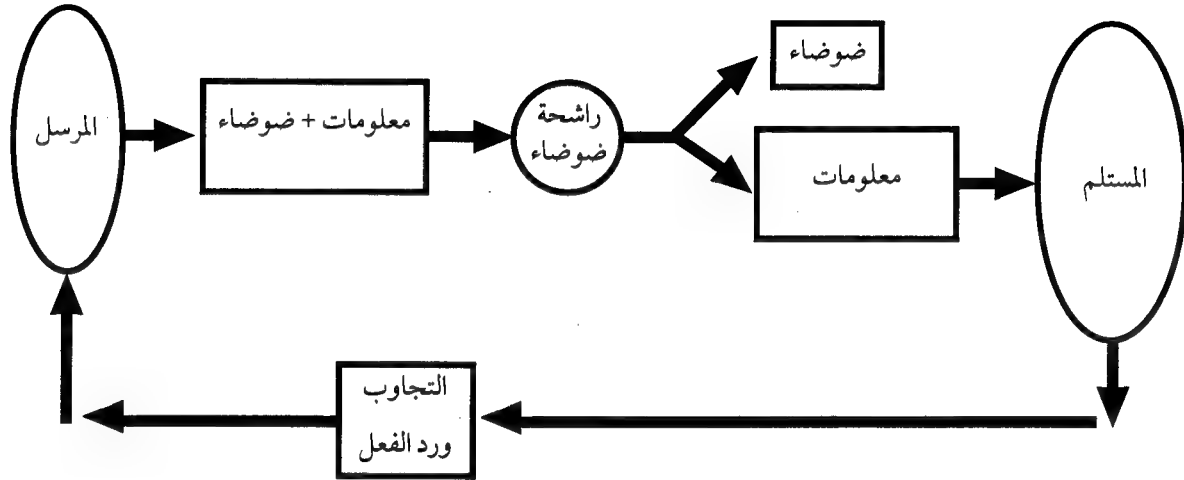 المرسل
معلومات + ضوضاء
راشحة
ضوضاء
ضوضاء
معلومات
المستلم
التجاوب
ورد الفعل